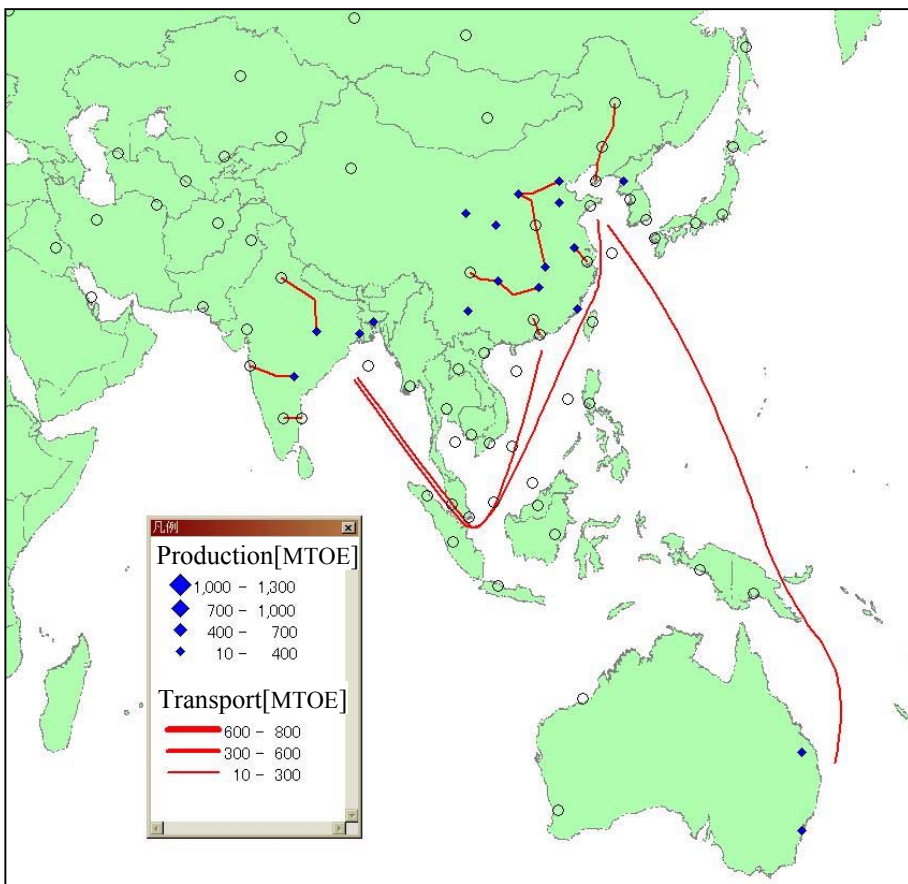 凡例
Production[MTOE]
1,000 - 1,300
700 - 1,000
400 - 700
10 - 400
Transport[MTOE]
600 - 800
300 - 600
10 - 300